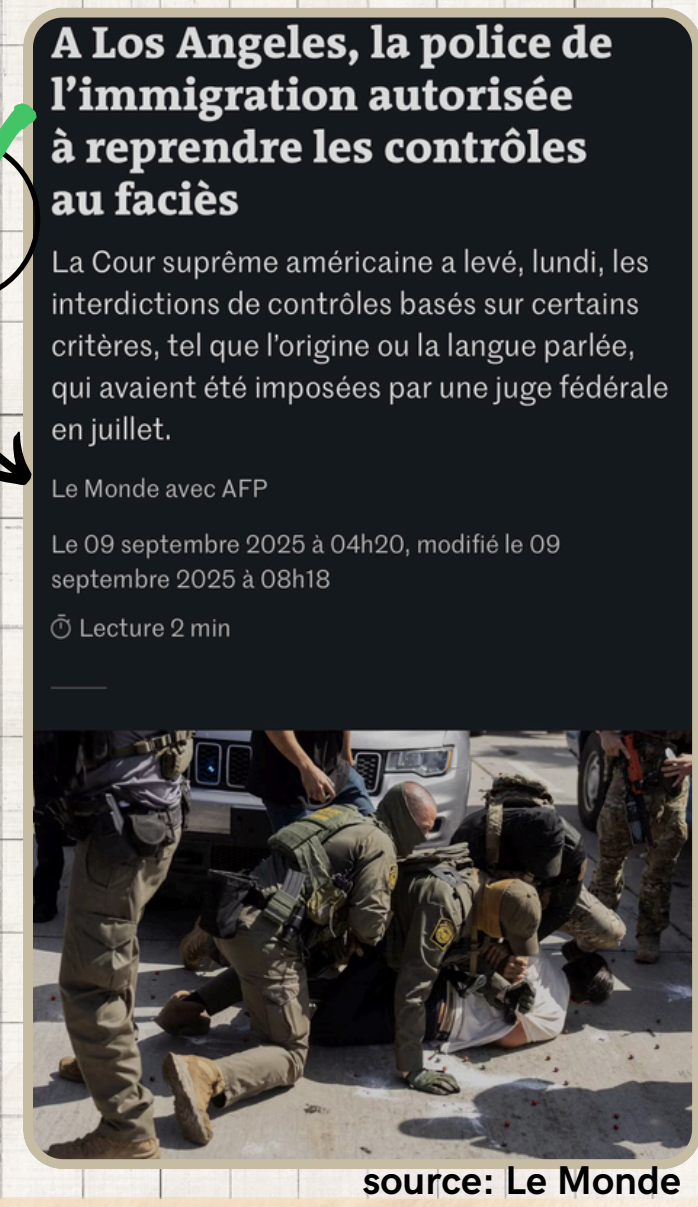 A Los Angeles, la police de
l’immigration autorisée
à reprendre les contrôles
au faciès
La Cour suprême américaine a levé, lundi, les
interdictions de contrôles basés sur certains
critères, tel que l’origine ou la langue parlée,
qui avaient été imposées par une juge fédérale
en juillet.
Le Monde avec AFP
Le 09 septembre 2025 à 04h20, modifié le 09
septembre 2025 à 08h18
Lecture 2 min
source: Le Monde